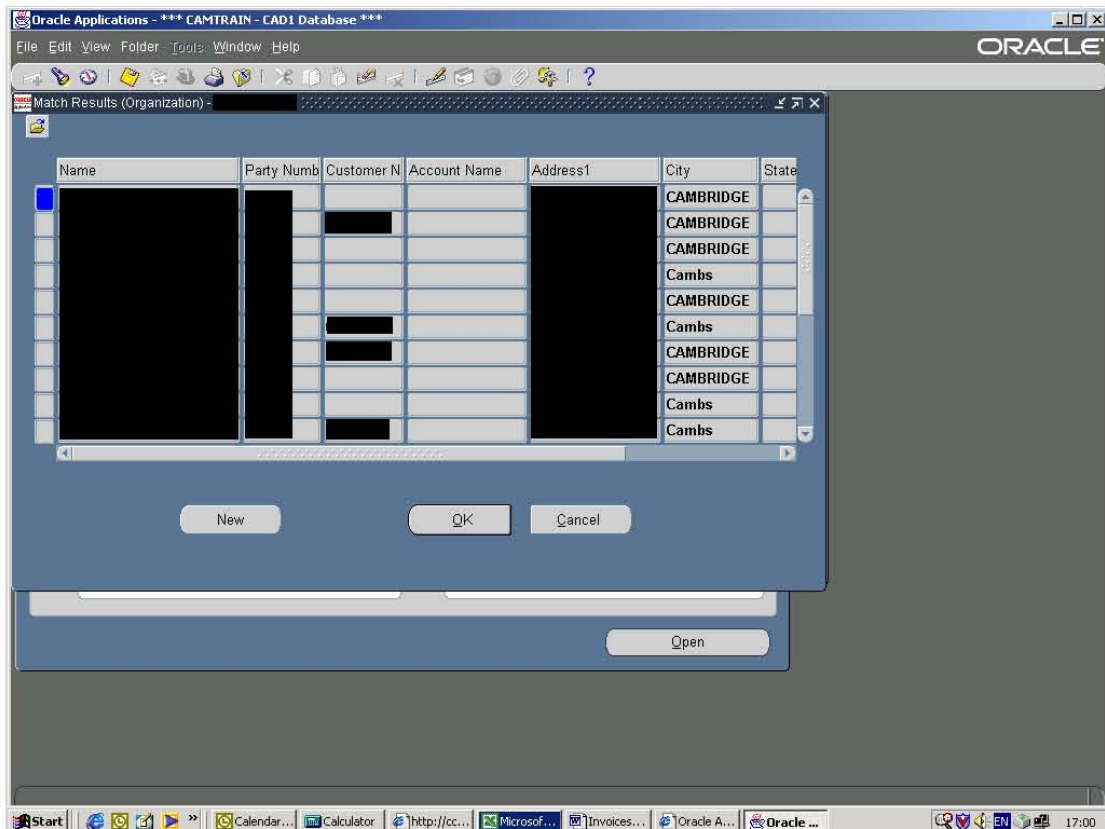 Oracle Applications - *** CAMTRAIN - CAD1 Database ***
File Edit View Folder Tools Window Help
ORACLE
Match Results (Organization) -
Name Party Numb Customer N Account Name Address1 City State
CAMBRIDGE
CAMBRIDGE
CAMBRIDGE
Cambs
CAMBRIDGE
Cambs
CAMBRIDGE
CAMBRIDGE
Cambs
Cambs
New OK Cancel
Open
Start » Calendar... Calculator http://cc... Microsof... Invoices... Oracle A... Oracle ... EN 17:00